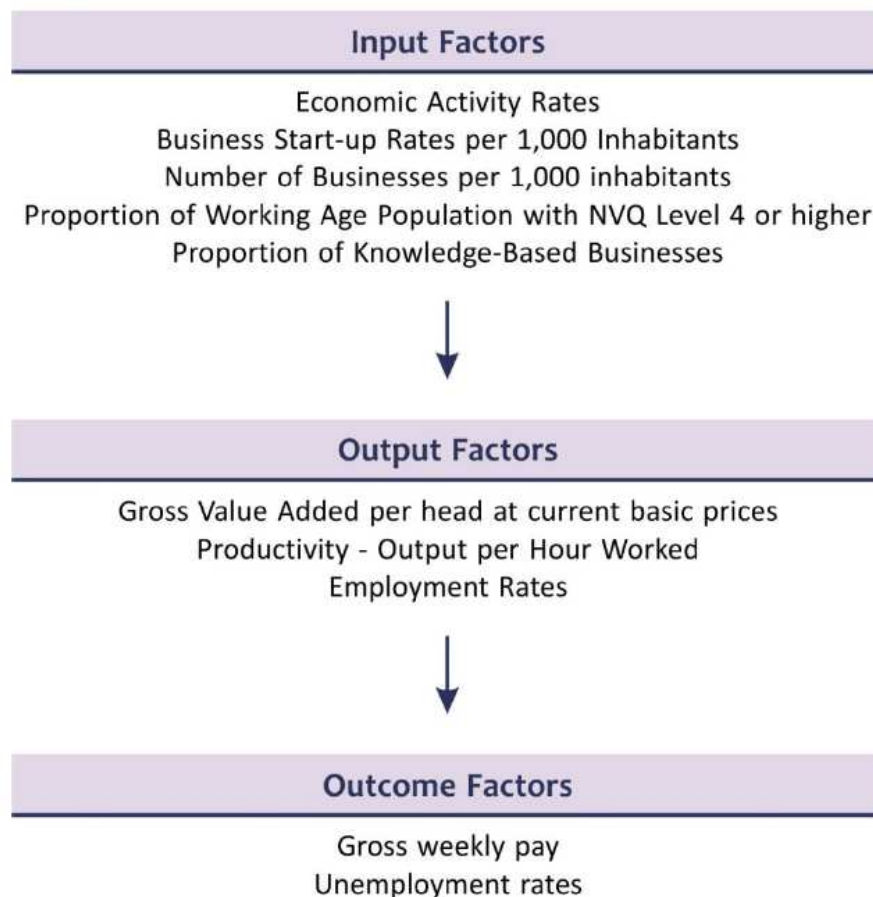 Input Factors
Economic Activity Rates
Business Start-up Rates per 1,000 Inhabitants
Number of Businesses per 1,000 inhabitants
Proportion of Working Age Population with NVQ Level 4 or higher
Proportion of Knowledge-Based Businesses
Output Factors
Gross Value Added per head at current basic prices
Productivity - Output per Hour Worked
Employment Rates
Outcome Factors
Gross weekly pay
Unemployment rates